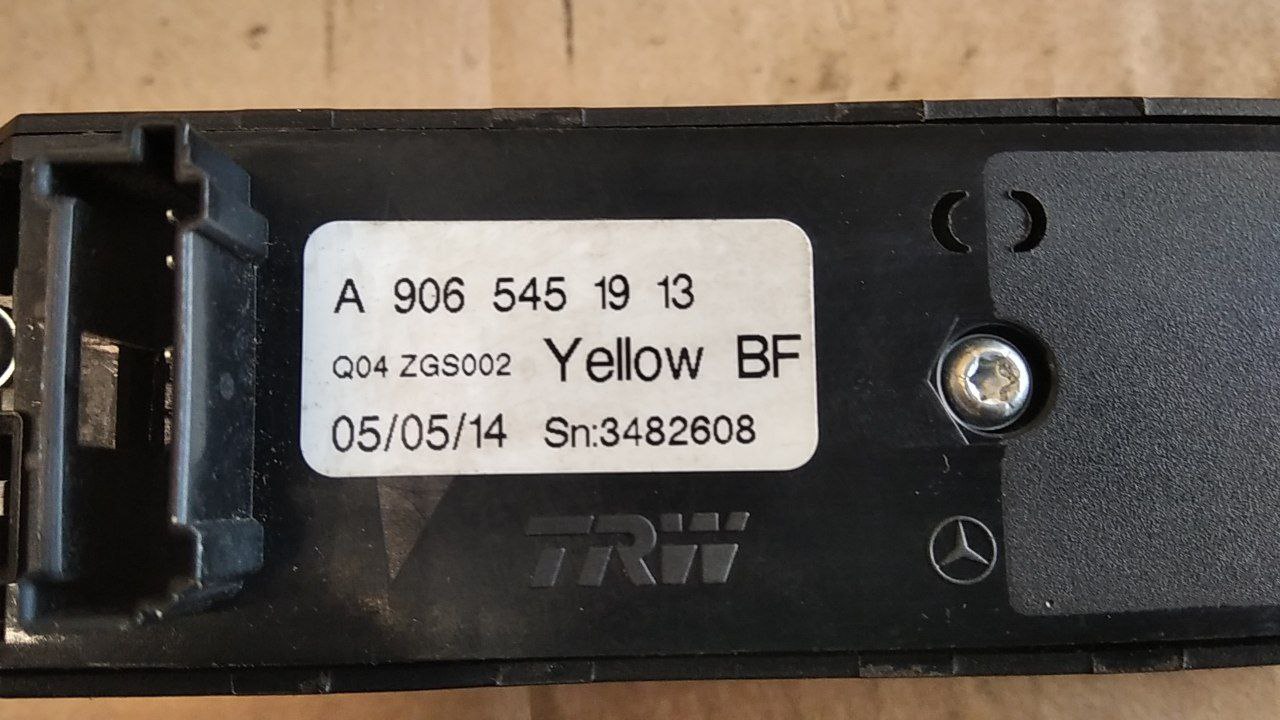 A 906 545 19 13
Q04 ZGS002 Yellow BF
05/05/14 Sn:3482608
TRW